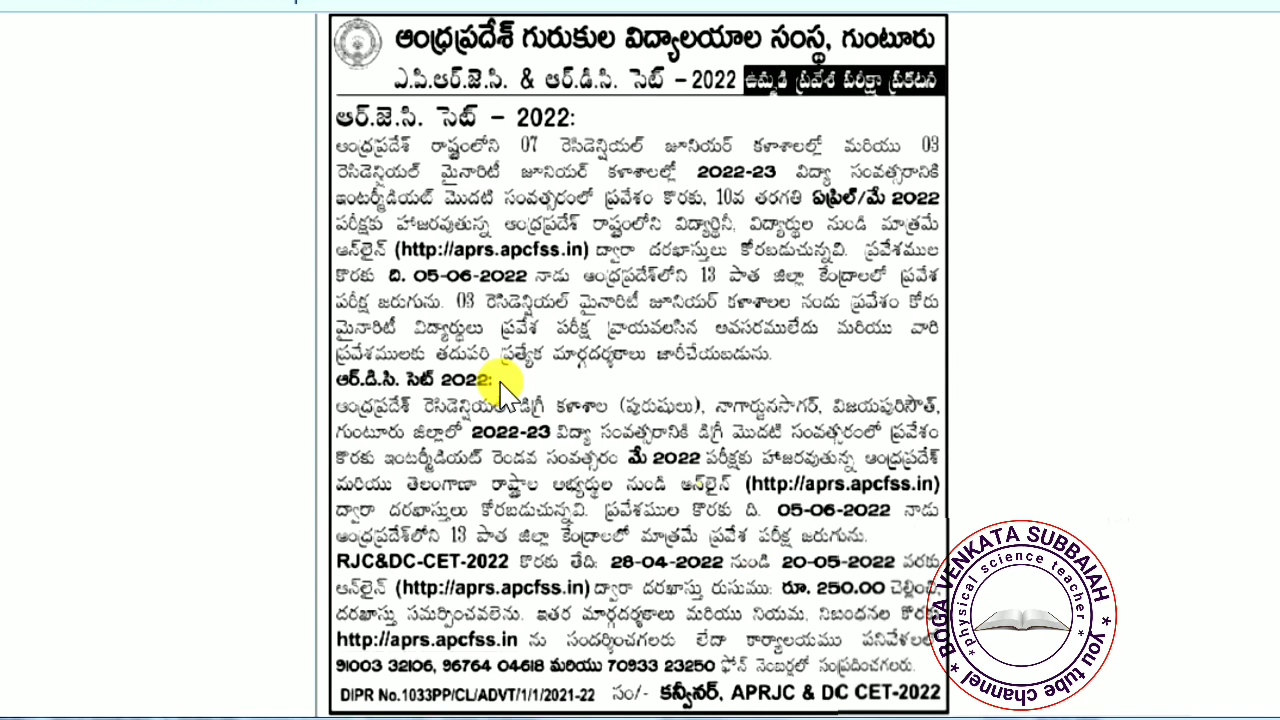 ఆంధ్రప్రదేశ్ గురుకుల విద్యాలయాల సంస్థ, గుంటూరు
ఎ.పి.ఆర్.జె.సి. & ఆర్.డి.సి. సెట్ - 2022 ఉమ్మడి ప్రవేశ పరీక్షా ప్రకటన
ఆర్.జె.సి. సెట్ - 2022:
ఆంధ్రప్రదేశ్ రాష్ట్రంలోని 07 రెసిడెన్షియల్ జూనియర్ కళాశాలల్లో మరియు 03
రెసిడెన్షియల్ మైనారిటీ జూనియర్ కళాశాలల్లో 2022-23 విద్యా సంవత్సరానికి
ఇంటర్మీడియట్ మొదటి సంవత్సరంలో ప్రవేశం కొరకు, 10వ తరగతి ఏప్రిల్/మే 2022
పరీక్షకు హాజరవుతున్న ఆంధ్రప్రదేశ్ రాష్ట్రంలోని విద్యార్థినీ, విద్యార్థుల నుండి మాత్రమే
ఆన్‌లైన్ (http://aprs.apcfss.in) ద్వారా దరఖాస్తులు కోరబడుచున్నవి. ప్రవేశముల
కొరకు ది. 05-06-2022 నాడు ఆంధ్రప్రదేశ్‌లోని 13 పాత జిల్లా కేంద్రాలలో ప్రవేశ
పరీక్ష జరుగును. 03 రెసిడెన్షియల్ మైనారిటీ జూనియర్ కళాశాలల నందు ప్రవేశం కోరు
మైనారిటీ విద్యార్థులు ప్రవేశ పరీక్ష వ్రాయవలసిన అవసరములేదు మరియు వారి
ప్రవేశములకు తదుపరి ప్రత్యేక మార్గదర్శకాలు జారీచేయబడును.
ఆర్.డి.సి. సెట్ 2022:
ఆంధ్రప్రదేశ్ రెసిడెన్షియల్ డిగ్రీ కళాశాల (పురుషులు), నాగార్జునసాగర్, విజయపురిసౌత్,
గుంటూరు జిల్లాలో 2022-23 విద్యా సంవత్సరానికి డిగ్రీ మొదటి సంవత్సరంలో ప్రవేశం
కొరకు ఇంటర్మీడియట్ రెండవ సంవత్సరం మే 2022 పరీక్షకు హాజరవుతున్న ఆంధ్రప్రదేశ్
మరియు తెలంగాణా రాష్ట్రాల అభ్యర్థుల నుండి ఆన్‌లైన్ (http://aprs.apcfss.in)
ద్వారా దరఖాస్తులు కోరబడుచున్నవి. ప్రవేశముల కొరకు ది. 05-06-2022 నాడు
ఆంధ్రప్రదేశ్‌లోని 13 పాత జిల్లా కేంద్రాలలో మాత్రమే ప్రవేశ పరీక్ష జరుగును.
RJC&DC-CET-2022 కొరకు తేది: 28-04-2022 నుండి 20-05-2022 వరకు
ఆన్‌లైన్ (http://aprs.apcfss.in) ద్వారా దరఖాస్తు రుసుము: రూ. 250.00 చెల్లించి,
దరఖాస్తు సమర్పించవలెను. ఇతర మార్గదర్శకాలు మరియు నియమ, నిబంధనల కొరకు
http://aprs.apcfss.in ను సందర్శించగలరు లేదా కార్యాలయము పనివేళలలో
91003 32106, 96764 04618 మరియు 70933 23250 ఫోన్ నెంబర్లలో సంప్రదించగలరు.
DIPR No.1033PP/CL/ADVT/1/1/2021-22 సం/- కన్వీనర్, APRJC & DC CET-2022
* BOGA VENKATA SUBBAIAH * you tube channel
*physical science teacher*